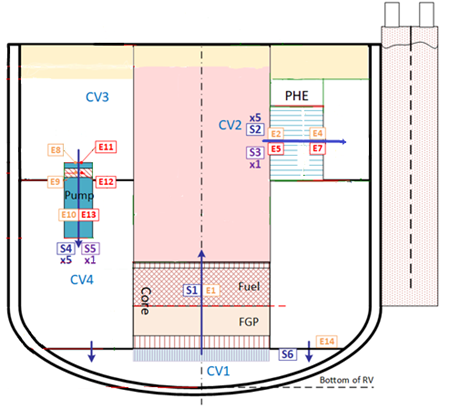 CV3
CV2
PHE
x5
S2
E2
E4
S3
E5
E7
x1
E8
E11
E9
E12
Pump
E10
E13
S4
S5
x5
x1
CV4
Core
S1
E1
Fuel
FGP
E14
S6
CV1
Bottom of RV